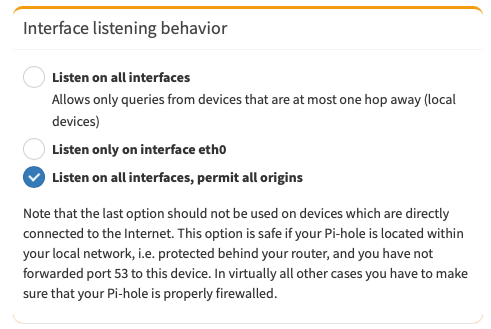 Interface listening behavior
Listen on all interfaces
Allows only queries from devices that are at most one hop away (local
devices)
Listen only on interface eth0
Listen on all interfaces, permit all origins
Note that the last option should not be used on devices which are directly
connected to the Internet. This option is safe if your Pi-hole is located within
your local network, i.e. protected behind your router, and you have not
forwarded port 53 to this device. In virtually all other cases you have to make
sure that your Pi-hole is properly firewalled.